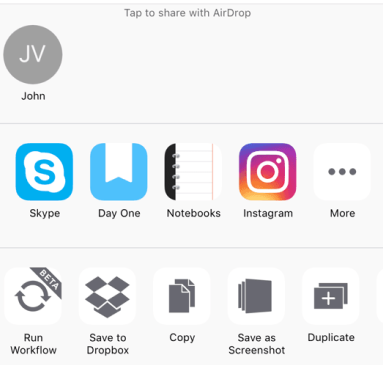 Tap to share with AirDrop
JV
John
Skype
Day One
Notebooks
Instagram
More
BETA
Run
Workflow
Save to
Dropbox
Copy
Save as
Screenshot
Duplicate